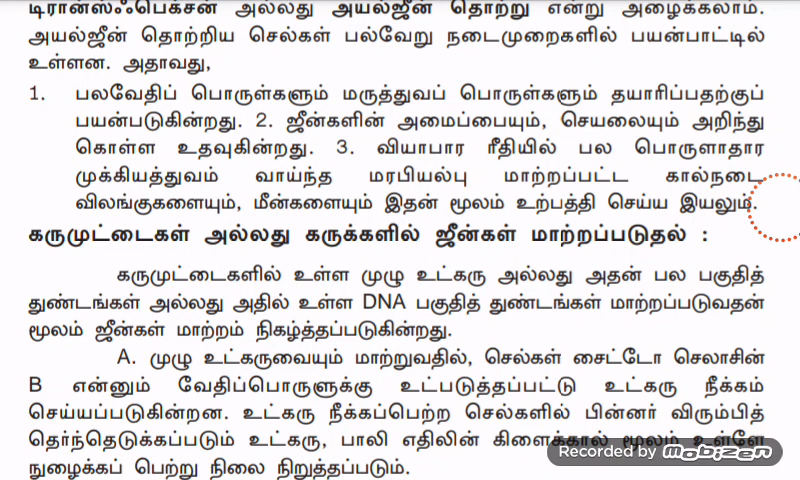 டிரான்ஸ்ஃபெக்சன் அல்லது அயல்ஜீன் தொற்று என்று அழைக்கலாம்.
அயல்ஜீன் தொற்றிய செல்கள் பல்வேறு நடைமுறைகளில் பயன்பாட்டில்
உள்ளன. அதாவது,
1. பலவேதிப் பொருள்களும் மருத்துவப் பொருள்களும் தயாரிப்பதற்குப்
பயன்படுகின்றது. 2. ஜீன்களின் அமைப்பையும், செயலையும் அறிந்து
கொள்ள உதவுகின்றது. 3. வியாபார ரீதியில் பல பொருளாதார
முக்கியத்துவம் வாய்ந்த மரபியல்பு மாற்றப்பட்ட கால்நடை
விலங்குகளையும், மீன்களையும் இதன் மூலம் உற்பத்தி செய்ய இயலும்.
கருமுட்டைகள் அல்லது கருக்களில் ஜீன்கள் மாற்றப்படுதல் :
கருமுட்டைகளில் உள்ள முழு உட்கரு அல்லது அதன் பல பகுதித்
துண்டங்கள் அல்லது அதில் உள்ள DNA பகுதித் துண்டங்கள் மாற்றப்படுவதன்
மூலம் ஜீன்கள் மாற்றம் நிகழ்த்தப்படுகின்றது.
A. முழு உட்கருவையும் மாற்றுவதில், செல்கள் சைட்டோ செலாசின்
B என்னும் வேதிப்பொருளுக்கு உட்படுத்தப்பட்டு உட்கரு நீக்கம்
செய்யப்படுகின்றன. உட்கரு நீக்கப்பெற்ற செல்களில் பின்னர் விரும்பித்
தெர்ந்தெடுக்கப்படும் உட்கரு, பாலி எதிலின் கிளைக்கால் மூலம் உள்ளே
நுழைக்கப் பெற்று நிலை நிறுத்தப்படும்.
Recorded by mobizen